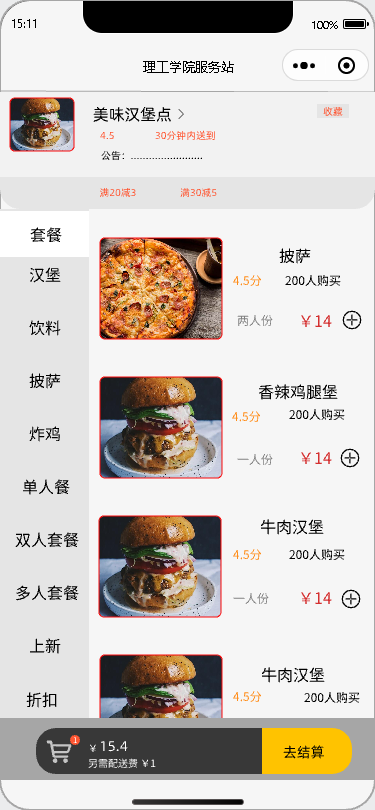 15:11
100%
理工学院服务站
美味汉堡点
收藏
4.5 30分钟内送到
公告: ........................
满20减3 满30减5
套餐
汉堡
饮料
披萨
炸鸡
单人餐
双人套餐
多人套餐
上新
折扣
披萨
4.5分 200人购买
两人份 ￥14
香辣鸡腿堡
4.5分 200人购买
一人份 ￥14
牛肉汉堡
4.5分 200人购买
一人份 ￥14
牛肉汉堡
4.5分 200人购买
1
￥15.4
另需配送费 ￥1
去结算